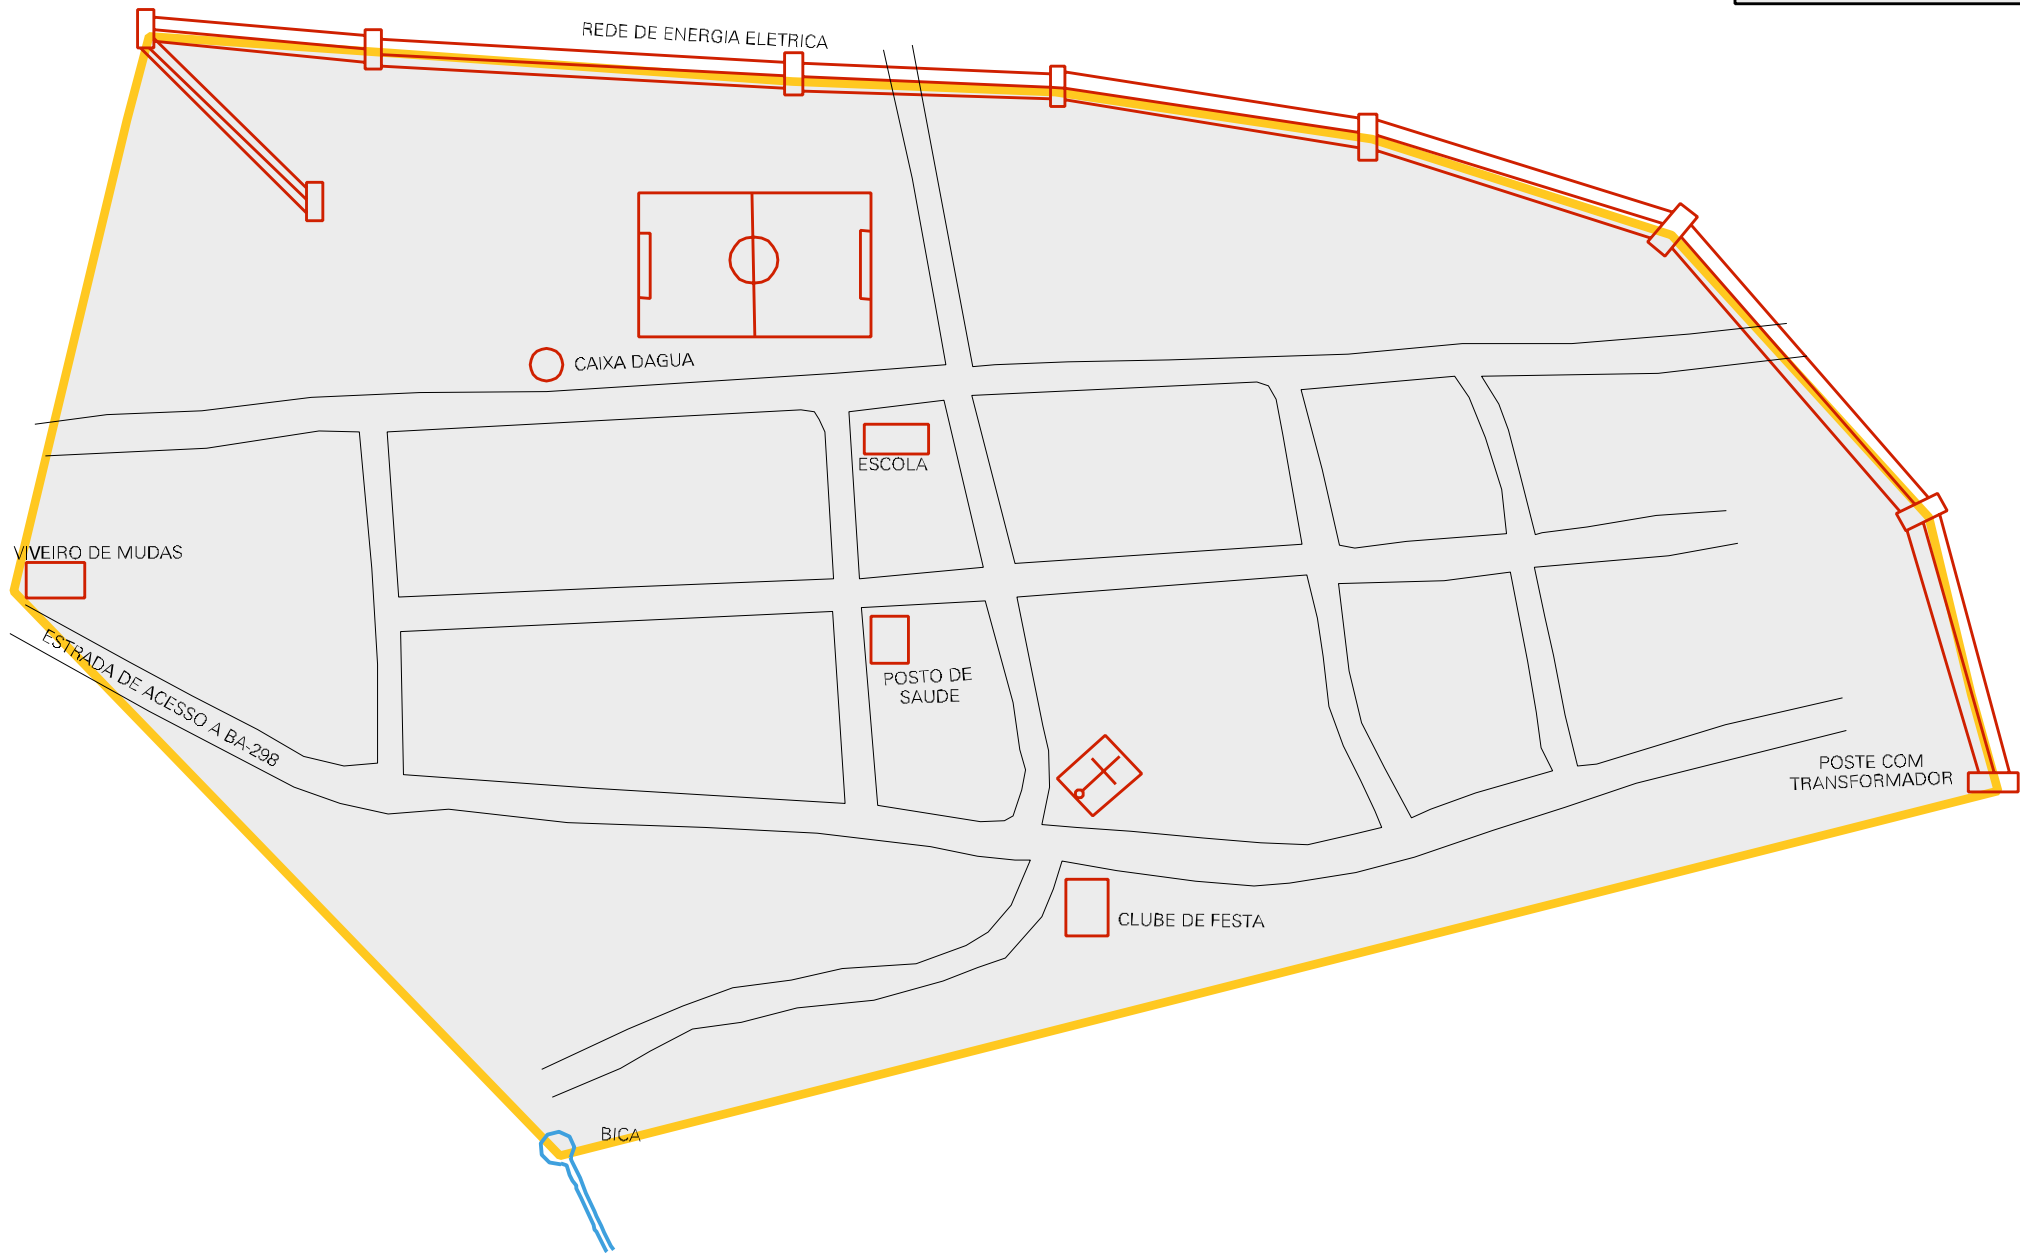 REDE DE ENERGIA ELETRICA
CAIXA DAGUA
ESCOLA
VIVEIRO DE MUDAS
ESTRADA DE ACESSO A BA-298
POSTO DE
SAUDE
POSTE COM
TRANSFORMADOR
CLUBE DE FESTA
BICA